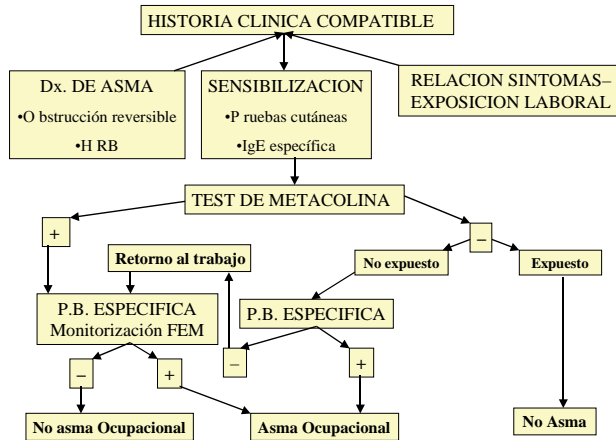 HISTORIA CLINICA COMPATIBLE
Dx. DE ASMA
•O bstrucción reversible
•H RB
SENSIBILIZACION
•P ruebas cutáneas
•IgE específica
RELACION SINTOMAS–
EXPOSICION LABORAL
TEST DE METACOLINA
+
–
Retorno al trabajo
No expuesto
Expuesto
P.B. ESPECIFICA
Monitorización FEM
P.B. ESPECIFICA
–
+
–
+
No asma Ocupacional
Asma Ocupacional
No Asma